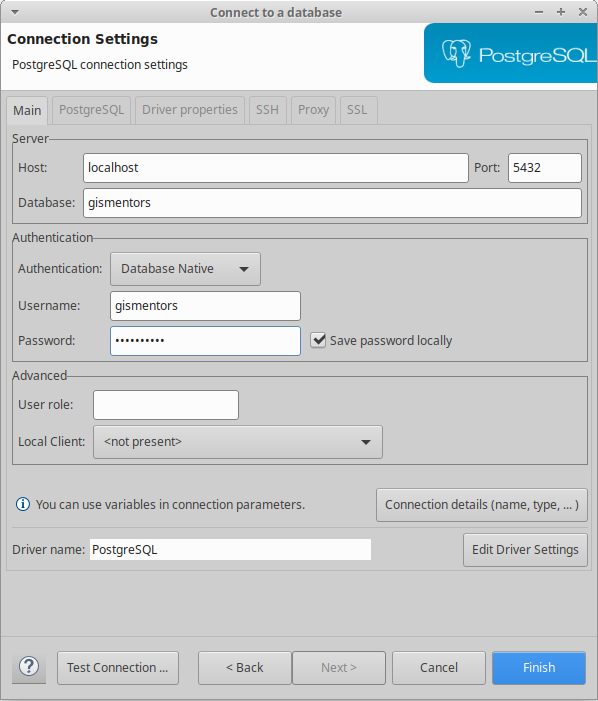 Connect to a database
Connection Settings
PostgreSQL connection settings
PostgreSQL
Main PostgreSQL Driver properties SSH Proxy SSL
Server
Host: localhost Port: 5432
Database: gismentors
Authentication
Authentication: Database Native
Username: gismentors
Password: •••••••••• Save password locally
Advanced
User role:
Local Client: <not present>
You can use variables in connection parameters. Connection details (name, type, ... )
Driver name: PostgreSQL Edit Driver Settings
? Test Connection ... < Back Next > Cancel Finish